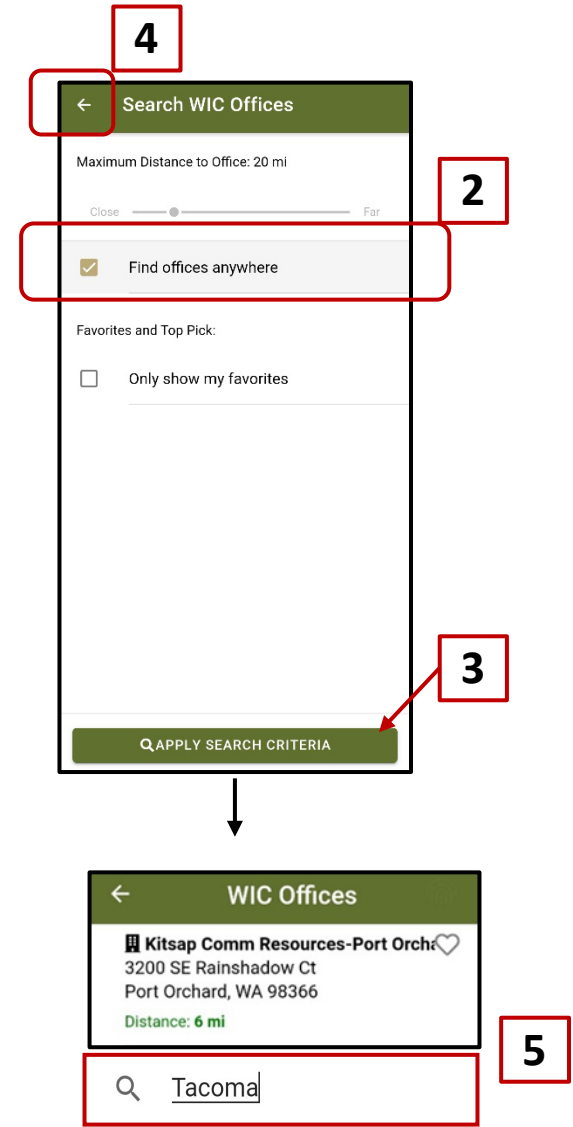 4
Search WIC Offices
Maximum Distance to Office: 20 mi
2
Close Far
Find offices anywhere
Favorites and Top Pick:
Only show my favorites
3
APPLY SEARCH CRITERIA
WIC Offices
Kitsap Comm Resources-Port Orcha
3200 SE Rainshadow Ct
Port Orchard, WA 98366
Distance: 6 mi
5
Tacoma